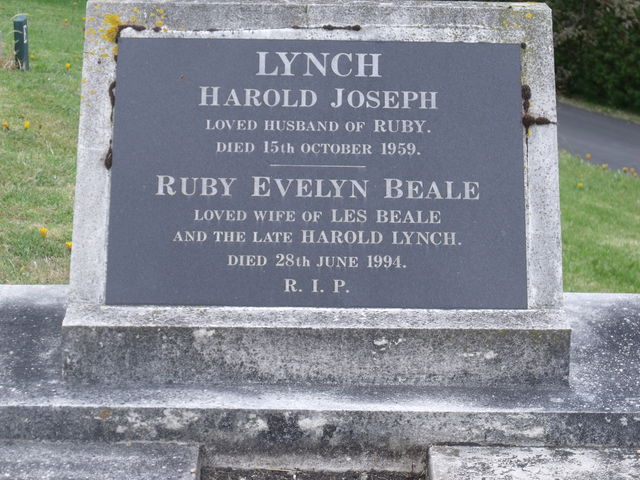 LYNCH
HAROLD JOSEPH
LOVED HUSBAND OF RUBY.
DIED 15th OCTOBER 1959.
RUBY EVELYN BEALE
LOVED WIFE OF LES BEALE
AND THE LATE HAROLD LYNCH.
DIED 28th JUNE 1994.
R. I. P.